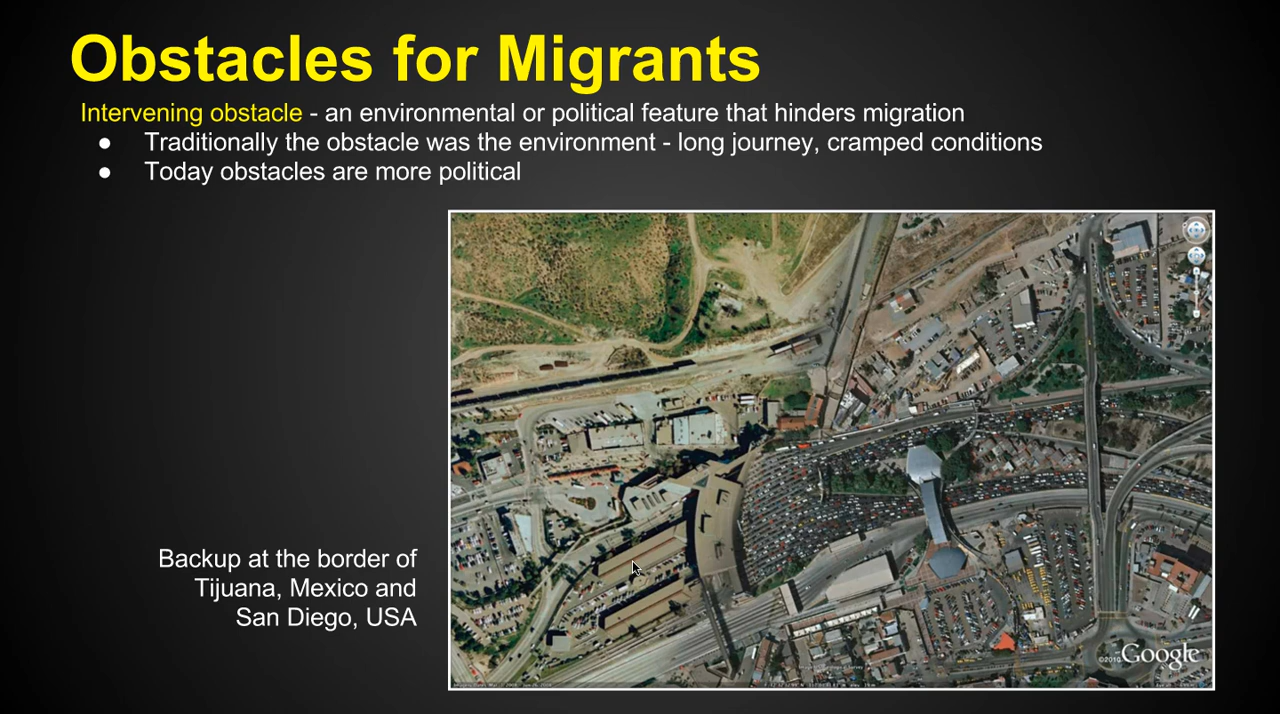 Obstacles for Migrants
Intervening obstacle - an environmental or political feature that hinders migration
● Traditionally the obstacle was the environment - long journey, cramped conditions
● Today obstacles are more political
Backup at the border of
Tijuana, Mexico and
San Diego, USA
©2010 Google